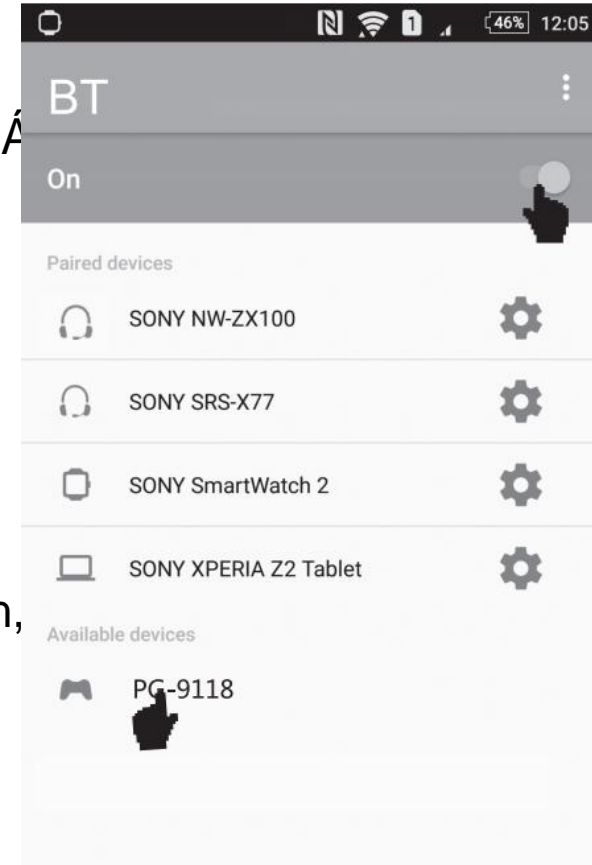 1 46% 12:05
BT
Á
On
Paired devices
SONY NW-ZX100
SONY SRS-X77
SONY SmartWatch 2
SONY XPERIA Z2 Tablet
n,
Available devices
PG-9118